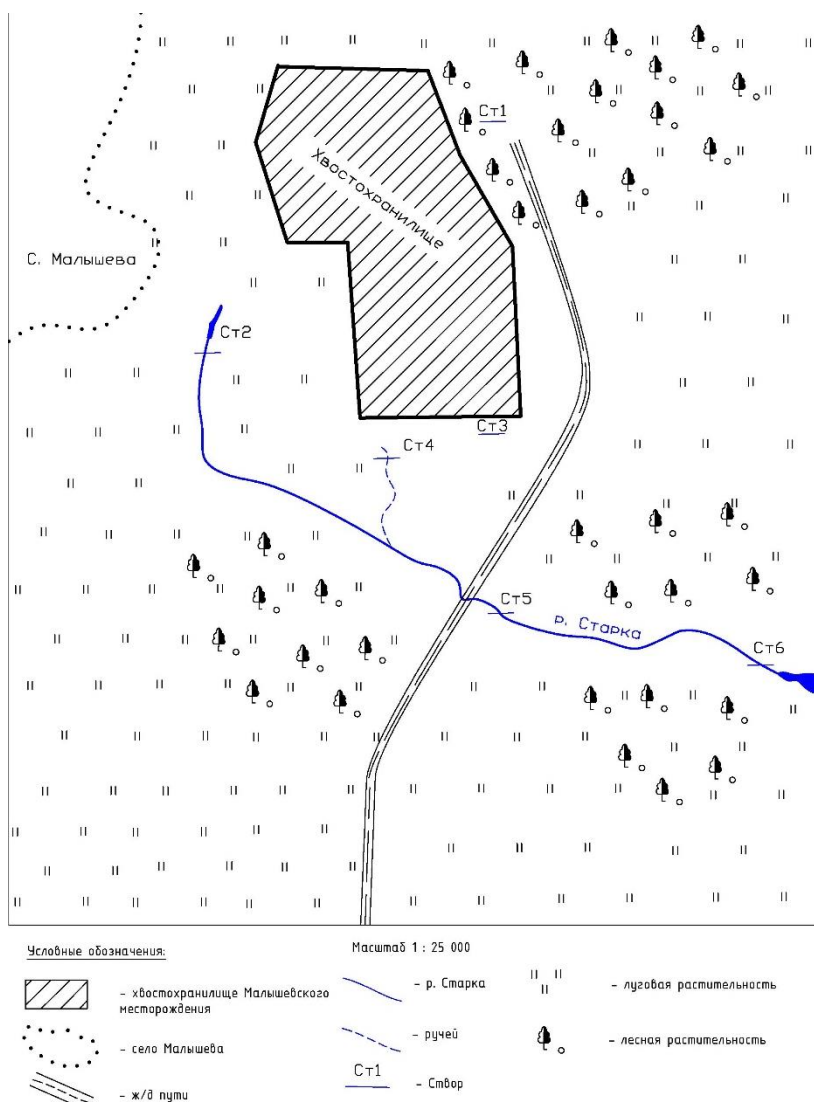 Ст1
Хвостохранилище
С. Малышева
Ст2
Ст3
Ст4
Ст5
р. Старка
Ст6
Условные обозначения:
Масштаб 1 : 25 000
- хвостохранилище Малышевского
месторождения
- р. Старка
- луговая растительность
- село Малышева
- ручей
- лесная растительность
- ж/д пути
Ст1
- Створ